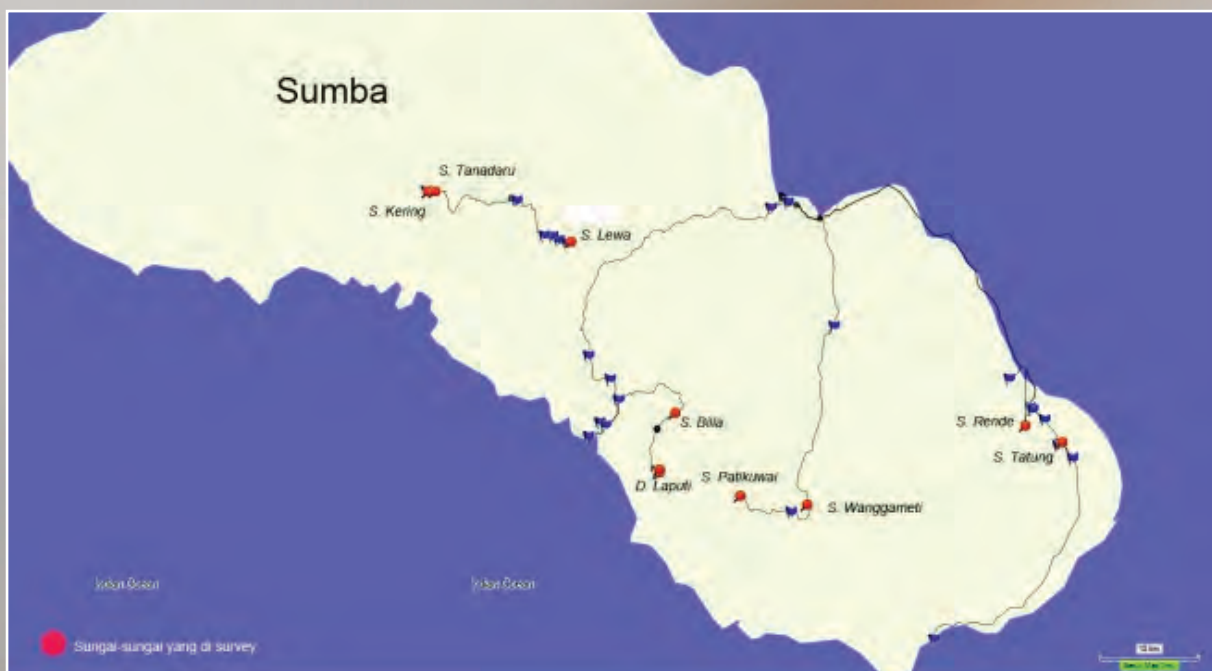 Sumba
S. Tanadaru
S. Kering
S. Lewa
S. Billa
S. Rende
S. Tatung
S. Patikuwai
D. Laputi
S. Wanggameti
Indian Ocean
Indian Ocean
Sungai-sungai yang di survey